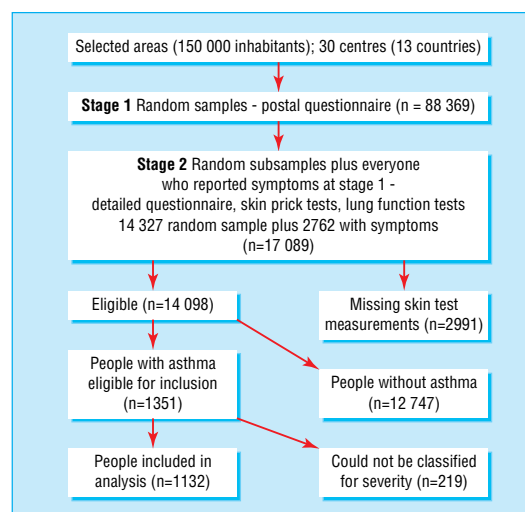 Selected areas (150 000 inhabitants); 30 centres (13 countries)
Stage 1 Random samples - postal questionnaire (n = 88 369)
Stage 2 Random subsamples plus everyone
who reported symptoms at stage 1 -
detailed questionnaire, skin prick tests, lung function tests
14 327 random sample plus 2762 with symptoms
(n=17 089)
Eligible (n=14 098)
Missing skin test
measurements (n=2991)
People with asthma
eligible for inclusion
(n=1351)
People without asthma
(n=12 747)
People included in
analysis (n=1132)
Could not be classified
for severity (n=219)